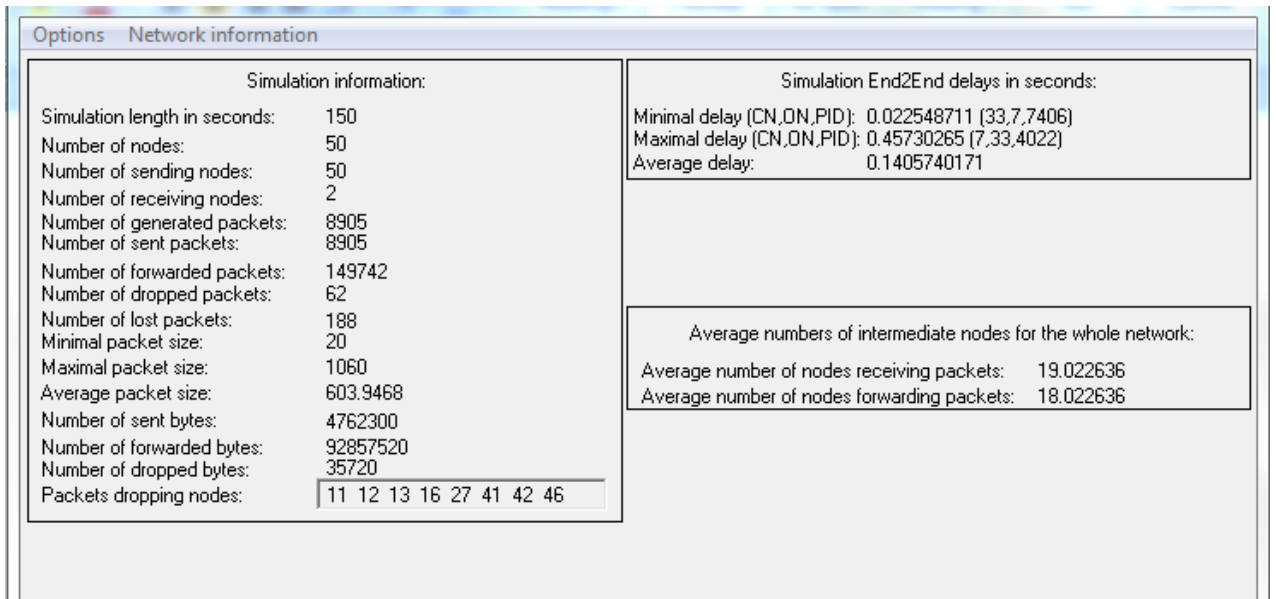 Options Network information
Simulation information:
Simulation length in seconds: 150
Number of nodes: 50
Number of sending nodes: 50
Number of receiving nodes: 2
Number of generated packets: 8905
Number of sent packets: 8905
Number of forwarded packets: 149742
Number of dropped packets: 62
Number of lost packets: 188
Minimal packet size: 20
Maximal packet size: 1060
Average packet size: 603.9468
Number of sent bytes: 4762300
Number of forwarded bytes: 92857520
Number of dropped bytes: 35720
Packets dropping nodes: 11 12 13 16 27 41 42 46
Simulation End2End delays in seconds:
Minimal delay (CN,ON,PID): 0.022548711 (33,7,7406)
Maximal delay (CN,ON,PID): 0.45730265 (7,33,4022)
Average delay: 0.1405740171
Average numbers of intermediate nodes for the whole network:
Average number of nodes receiving packets: 19.022636
Average number of nodes forwarding packets: 18.022636